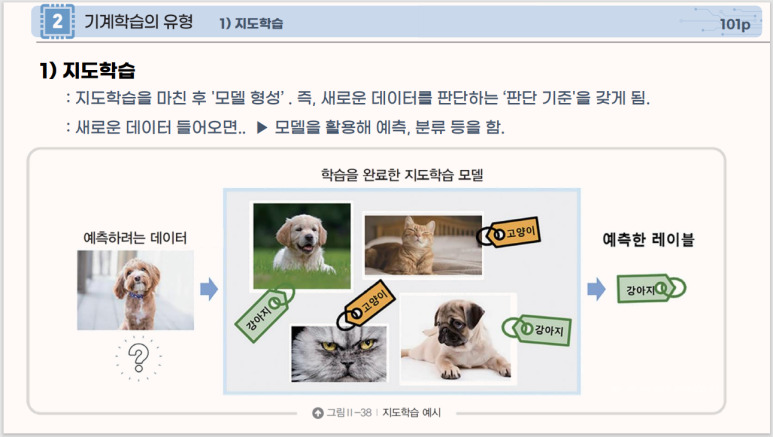 2 기계학습의 유형 1) 지도학습 101p
1) 지도학습
: 지도학습을 마친 후 '모델 형성' . 즉, 새로운 데이터를 판단하는 '판단 기준'을 갖게 됨.
: 새로운 데이터 들어오면.. ▶ 모델을 활용해 예측, 분류 등을 함.
학습을 완료한 지도학습 모델
예측하려는 데이터
?
고양이
강아지
고양이
강아지
예측한 레이블
강아지
그림 II-38 | 지도학습 예시